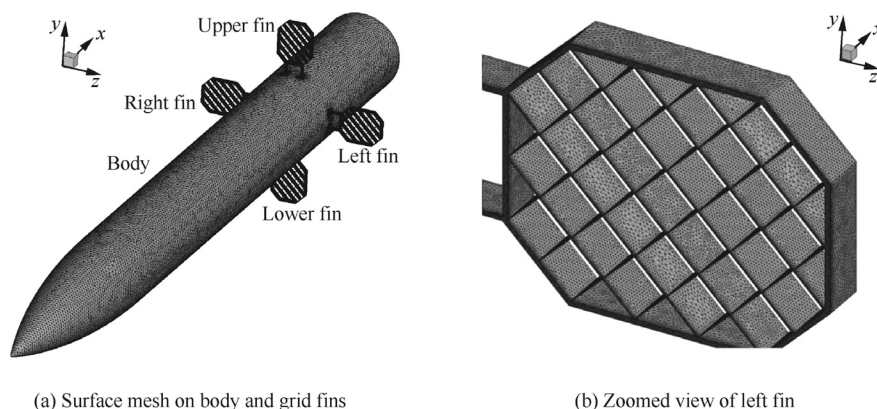 y
x
z
Upper fin
Right fin
Body
Left fin
Lower fin
y
x
z
(a) Surface mesh on body and grid fins
(b) Zoomed view of left fin